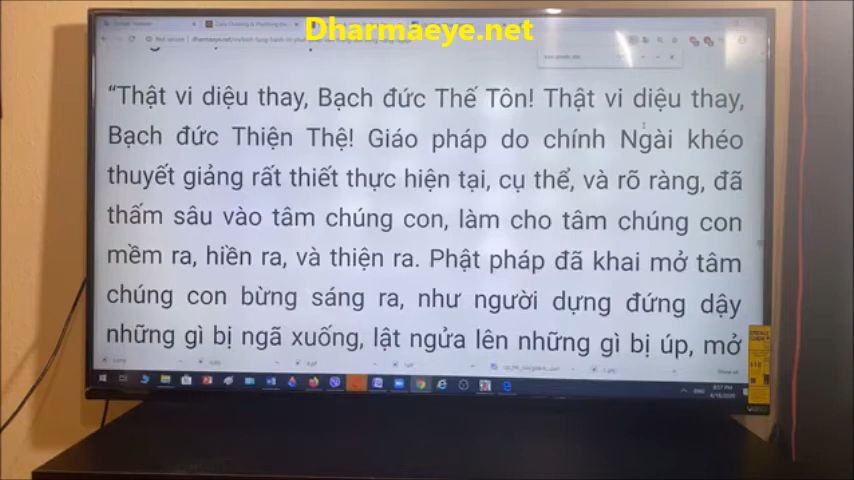 Dharmaeye.net
“Thật vi diệu thay, Bạch đức Thế Tôn! Thật vi diệu thay,
Bạch đức Thiện Thệ! Giáo pháp do chính Ngài khéo
thuyết giảng rất thiết thực hiện tại, cụ thể, và rõ ràng, đã
thấm sâu vào tâm chúng con, làm cho tâm chúng con
mềm ra, hiền ra, và thiện ra. Phật pháp đã khai mở tâm
chúng con bừng sáng ra, như người dựng đứng dậy
những gì bị ngã xuống, lật ngửa lên những gì bị úp, mở